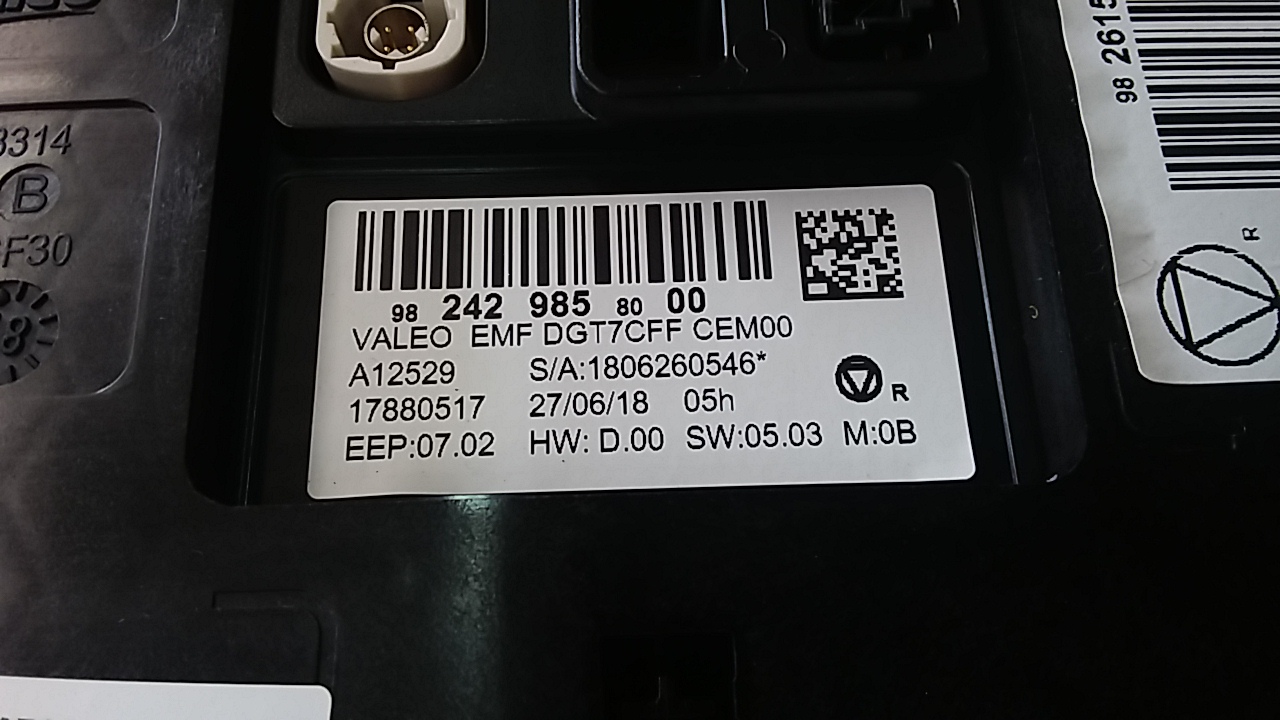 3314
B
F30
8
98 2615
R
98 242 985 80 00
VALEO EMF DGT7CFF CEM00
A12529 S/A:1806260546*
17880517 27/06/18 05h
R
EEP:07.02 HW: D.00 SW:05.03 M:0B